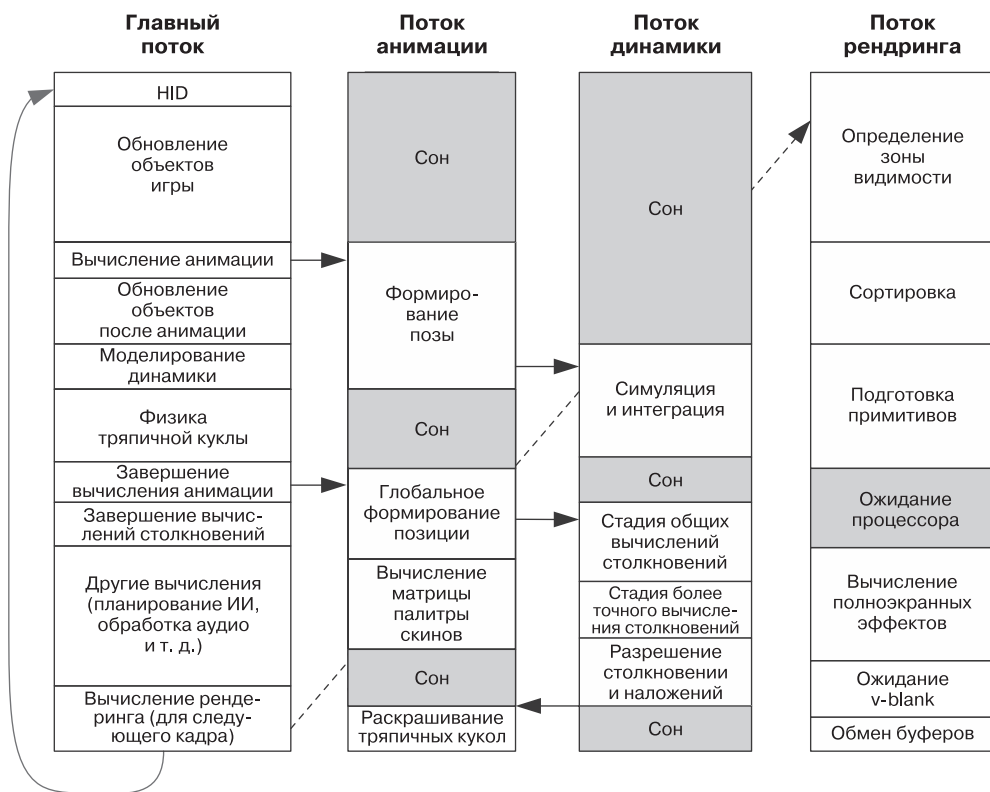 Главный
поток
HID
Обновление
объектов
игры
Вычисление анимации
Обновление
объектов
после анимации
Моделирование
динамики
Физика
тряпичной куклы
Завершение
вычисления анимации
Завершение вычис-
лений столкновений
Другие вычисления
(планирование ИИ,
обработка аудио
и т. д.)
Вычисление ренде-
ринга (для следу-
ющего кадра)
Поток
анимации
Сон
Формиро-
вание
позы
Сон
Глобальное
формирование
позиции
Вычисление
матрицы
палитры
скинов
Сон
Раскрашивание
тряпичных кукол
Поток
динамики
Сон
Симуляция
и интеграция
Сон
Стадия общих
вычислений
столкновений
Стадия более
точного вычисле-
ния столкновений
Разрешение
столкновении
и наложений
Сон
Поток
рендринга
Определение
зоны
видимости
Сортировка
Подготовка
примитивов
Ожидание
процессора
Вычисление
полноэкранных
эффектов
Ожидание
v-blank
Обмен буферов